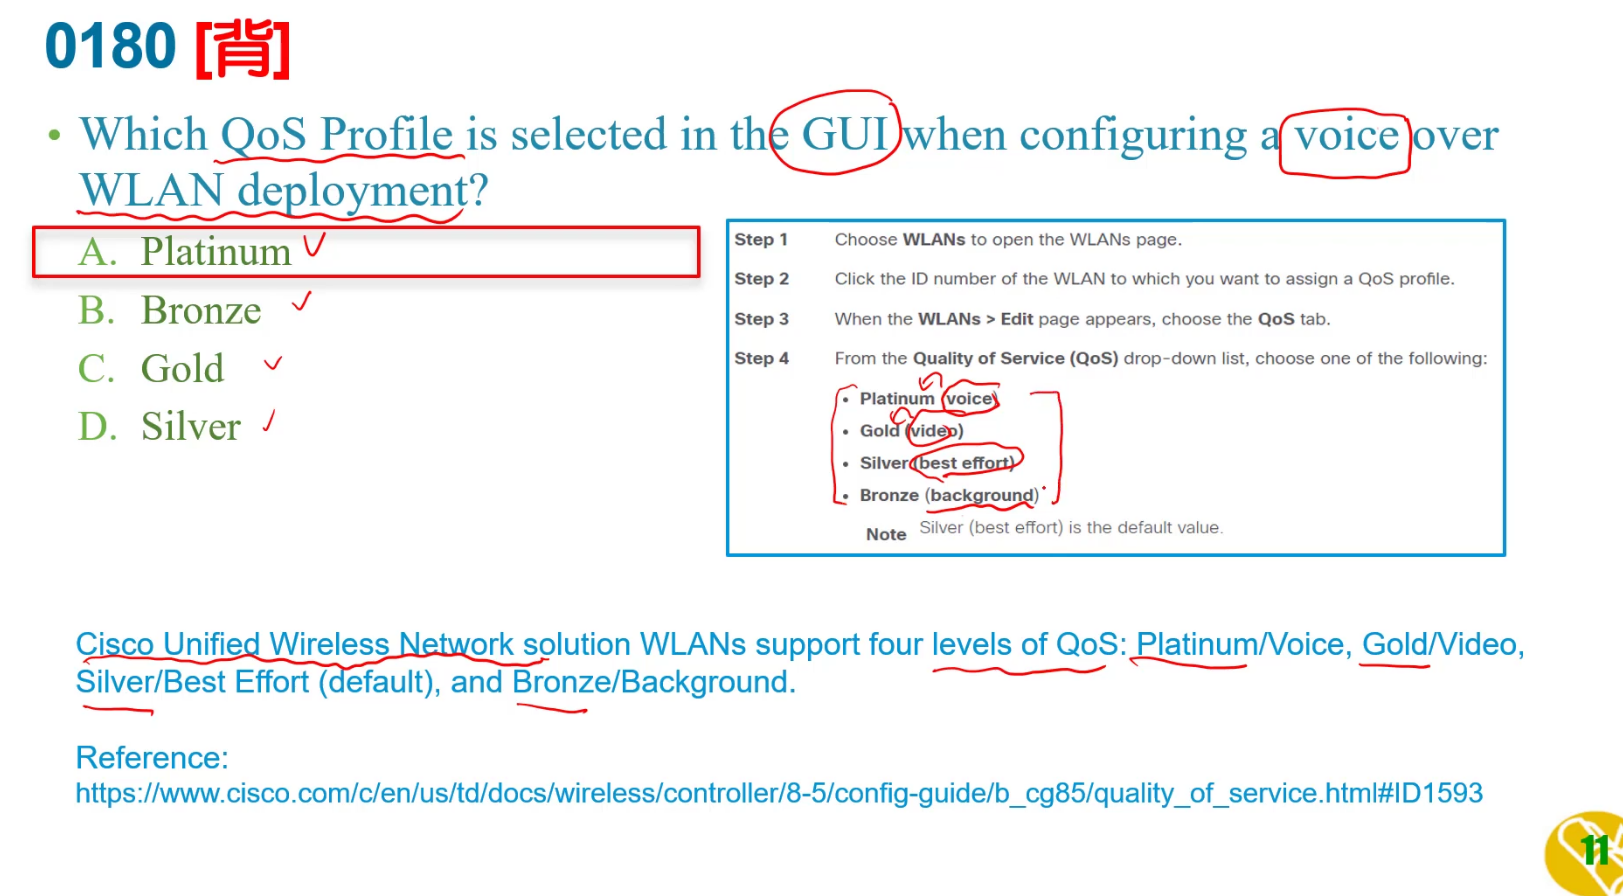 0180 [背]
• Which QoS Profile is selected in the GUI when configuring a voice over
WLAN deployment?
A. Platinum
B. Bronze
C. Gold
D. Silver
Step 1 Choose WLANs to open the WLANs page.
Step 2 Click the ID number of the WLAN to which you want to assign a QoS profile.
Step 3 When the WLANs > Edit page appears, choose the QoS tab.
Step 4 From the Quality of Service (QoS) drop-down list, choose one of the following:
• Platinum (voice)
• Gold (video)
• Silver (best effort)
• Bronze (background)
Note Silver (best effort) is the default value.
Cisco Unified Wireless Network solution WLANs support four levels of QoS: Platinum/Voice, Gold/Video,
Silver/Best Effort (default), and Bronze/Background.
Reference:
https://www.cisco.com/c/en/us/td/docs/wireless/controller/8-5/config-guide/b_cg85/quality_of_service.html#ID1593
11